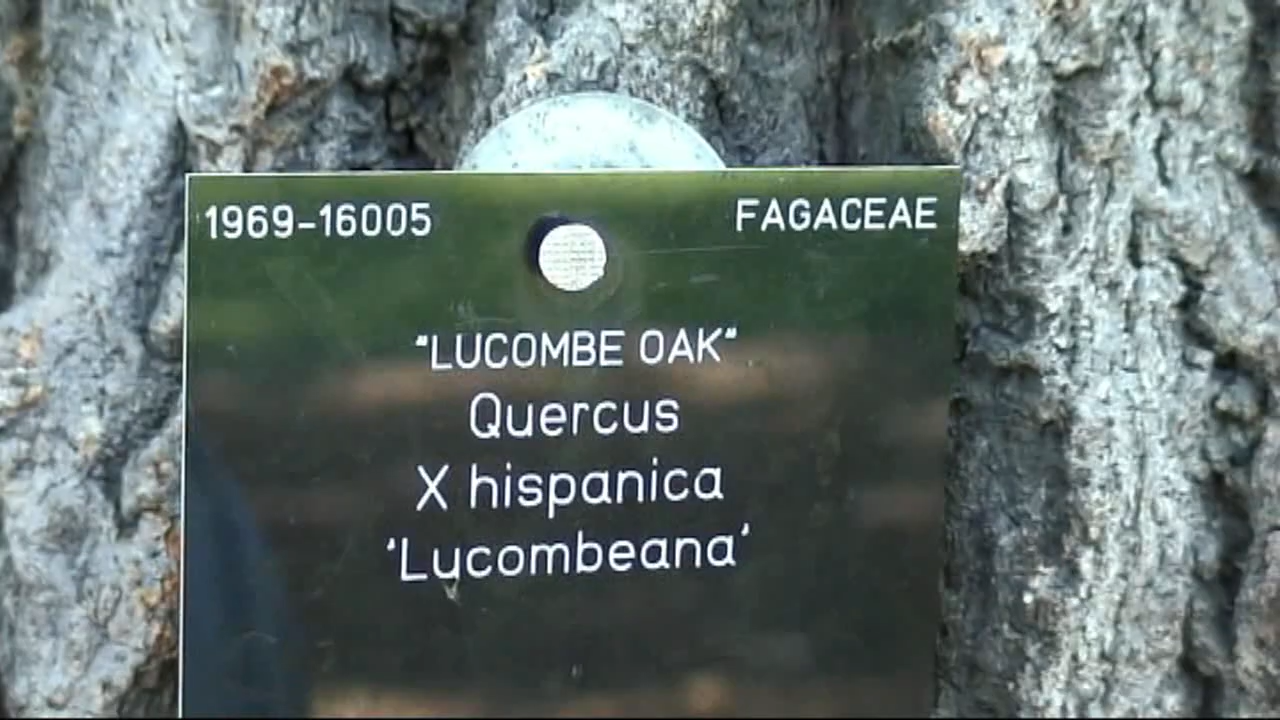 1969-16005 FAGACEAE
"LUCOMBE OAK"
Quercus
X hispanica
'Lucombeana'